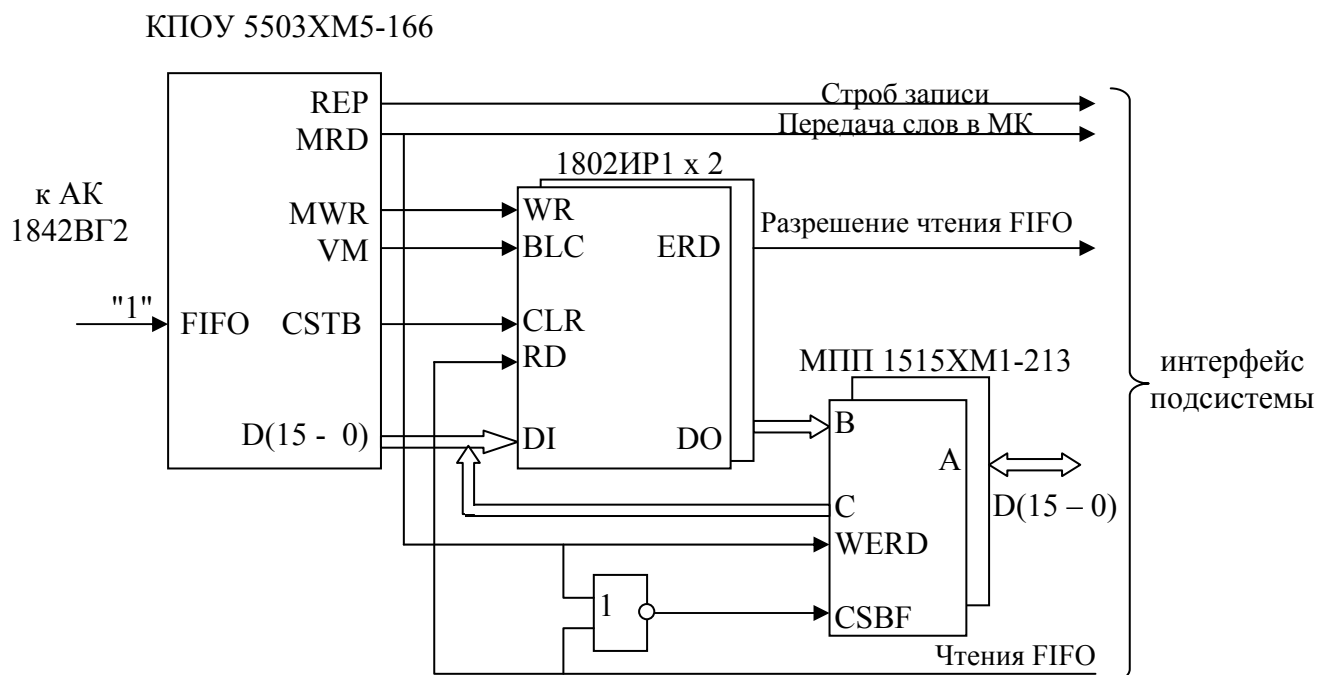 КПОУ 5503ХМ5-166
REP
Строб записи
MRD
Передача слов в МК
1802ИР1 x 2
к АК
1842ВГ2
MWR
WR
VM
BLC
ERD
Разрешение чтения FIFO
"1"
FIFO
CSTB
CLR
RD
МПП 1515ХМ1-213
интерфейс
подсистемы
D(15 - 0)
DI
DO
B
A
D(15 – 0)
C
WERD
1
CSBF
Чтения FIFO